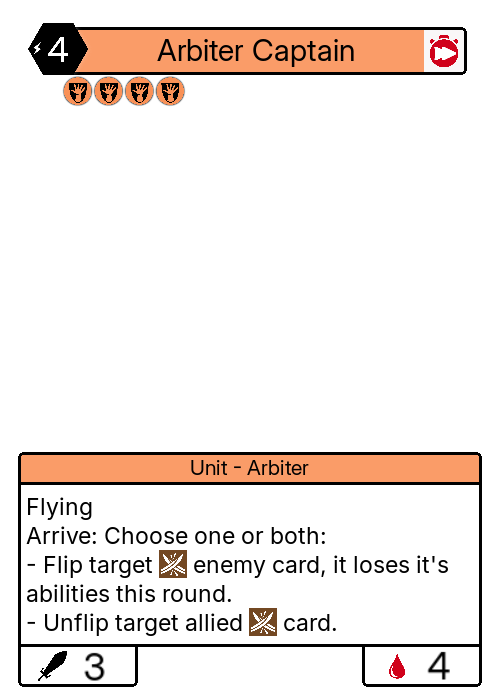 4 Arbiter Captain
Unit - Arbiter
Flying
Arrive: Choose one or both:
- Flip target enemy card, it loses it's
abilities this round.
- Unflip target allied card.
3 4